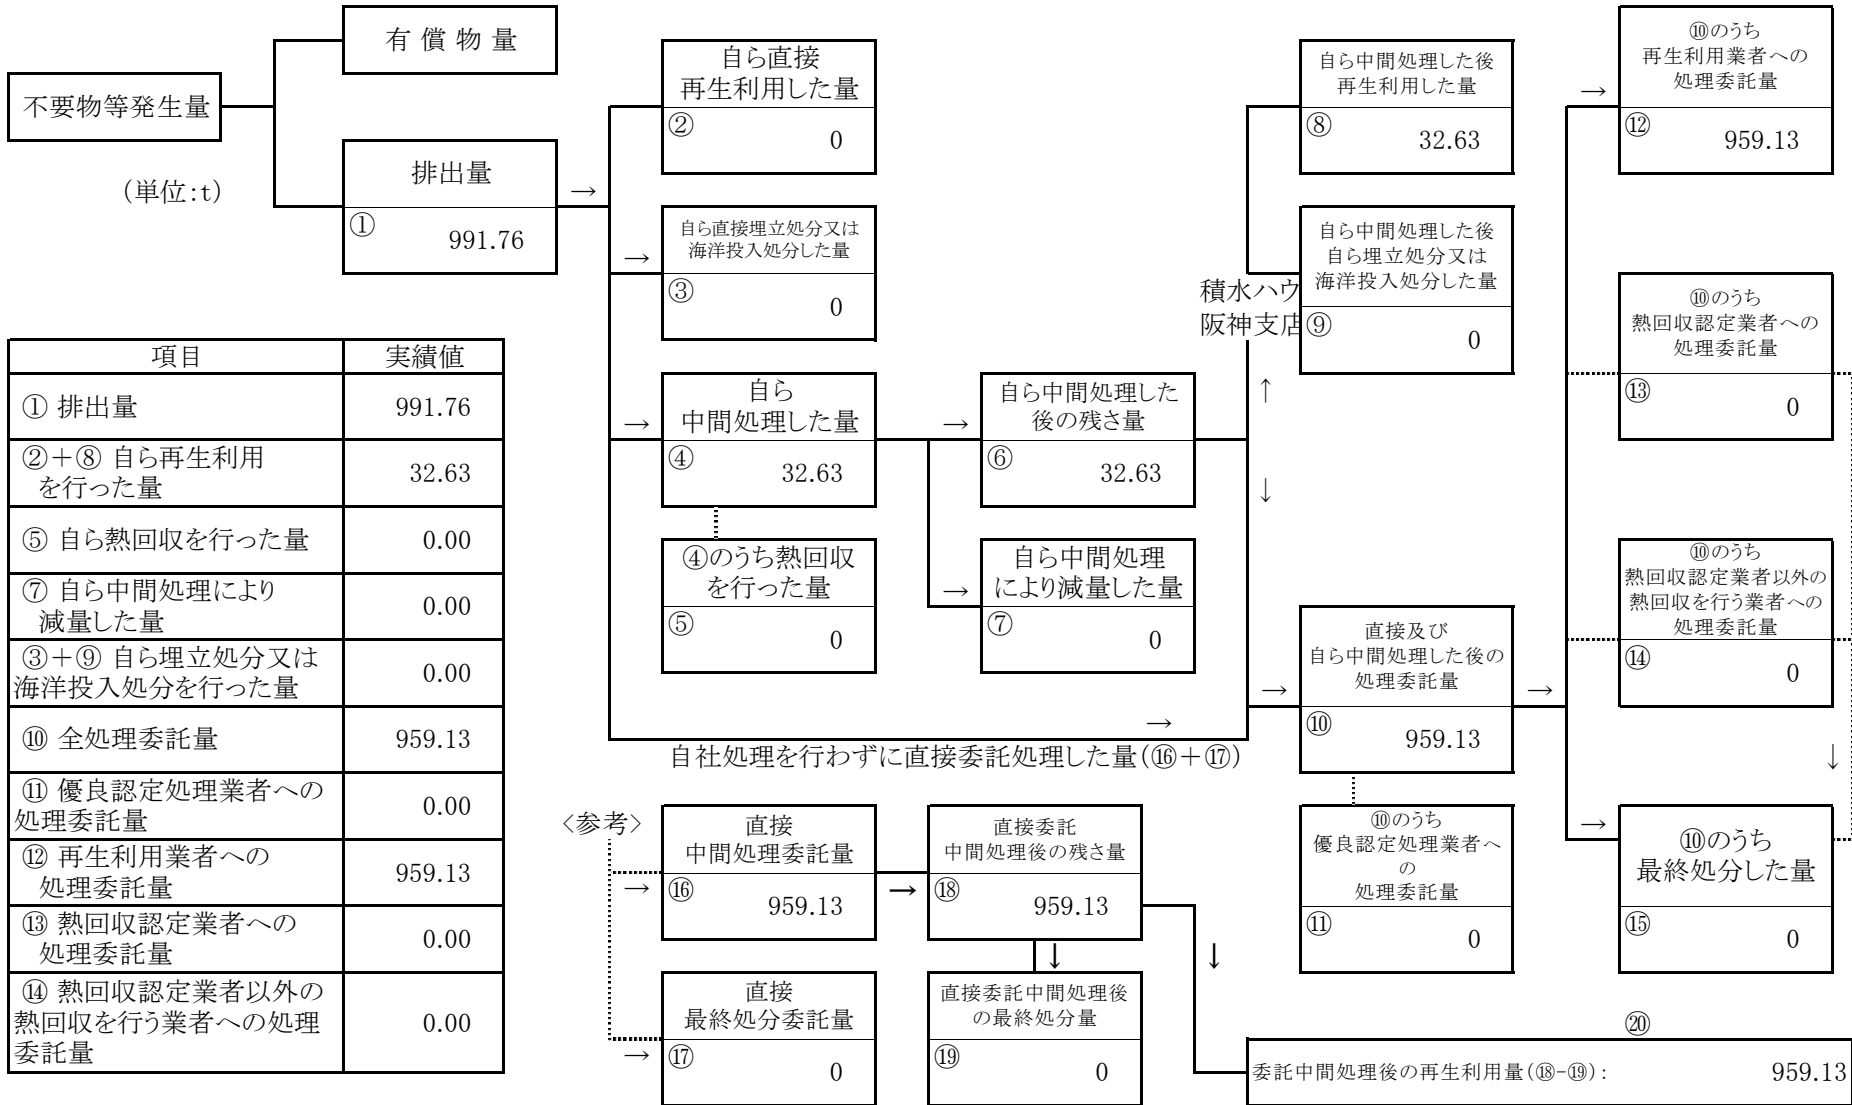 不要物等発生量
(単位:t)
有 償 物 量
排出量
①
991.76
→
自ら直接
再生利用した量
②
0
→
自ら直接埋立処分又は
海洋投入処分した量
③
0
→
自ら
中間処理した量
④
32.63
④のうち熱回収
を行った量
⑤
0
→
自ら中間処理した
後の残さ量
⑥
32.63
→
自ら中間処理
により減量した量
⑦
0
→
自社処理を行わずに直接委託処理した量(⑯+⑰)
積水ハウ
阪神支店
↑
↓
自ら中間処理した後
再生利用した量
⑧
32.63
自ら中間処理した後
自ら埋立処分又は
海洋投入処分した量
⑨
0
→
直接及び
自ら中間処理した後の
処理委託量
⑩
959.13
→
⑩のうち
優良認定処理業者へ
の
処理委託量
⑪
0
→
⑩のうち
再生利用業者への
処理委託量
⑫
959.13
⑩のうち
熱回収認定業者への
処理委託量
⑬
0
⑩のうち
熱回収認定業者以外の
熱回収を行う業者への
処理委託量
⑭
0
↓
→
⑩のうち
最終処分した量
⑮
0
項目 実績値
① 排出量 991.76
②+⑧ 自ら再生利用
を行った量 32.63
⑤ 自ら熱回収を行った量 0.00
⑦ 自ら中間処理により
減量した量 0.00
③+⑨ 自ら埋立処分又は
海洋投入処分を行った量 0.00
⑩ 全処理委託量 959.13
⑪ 優良認定処理業者への
処理委託量 0.00
⑫ 再生利用業者への
処理委託量 959.13
⑬ 熱回収認定業者への
処理委託量 0.00
⑭ 熱回収認定業者以外の
熱回収を行う業者への処理
委託量 0.00
〈参考〉
→
直接
中間処理委託量
⑯
959.13
→
直接委託
中間処理後の残さ量
⑱
959.13
↓
↓
→
直接
最終処分委託量
⑰
0
直接委託中間処理後
の最終処分量
⑲
0
⑳
委託中間処理後の再生利用量(⑱-⑲): 959.13